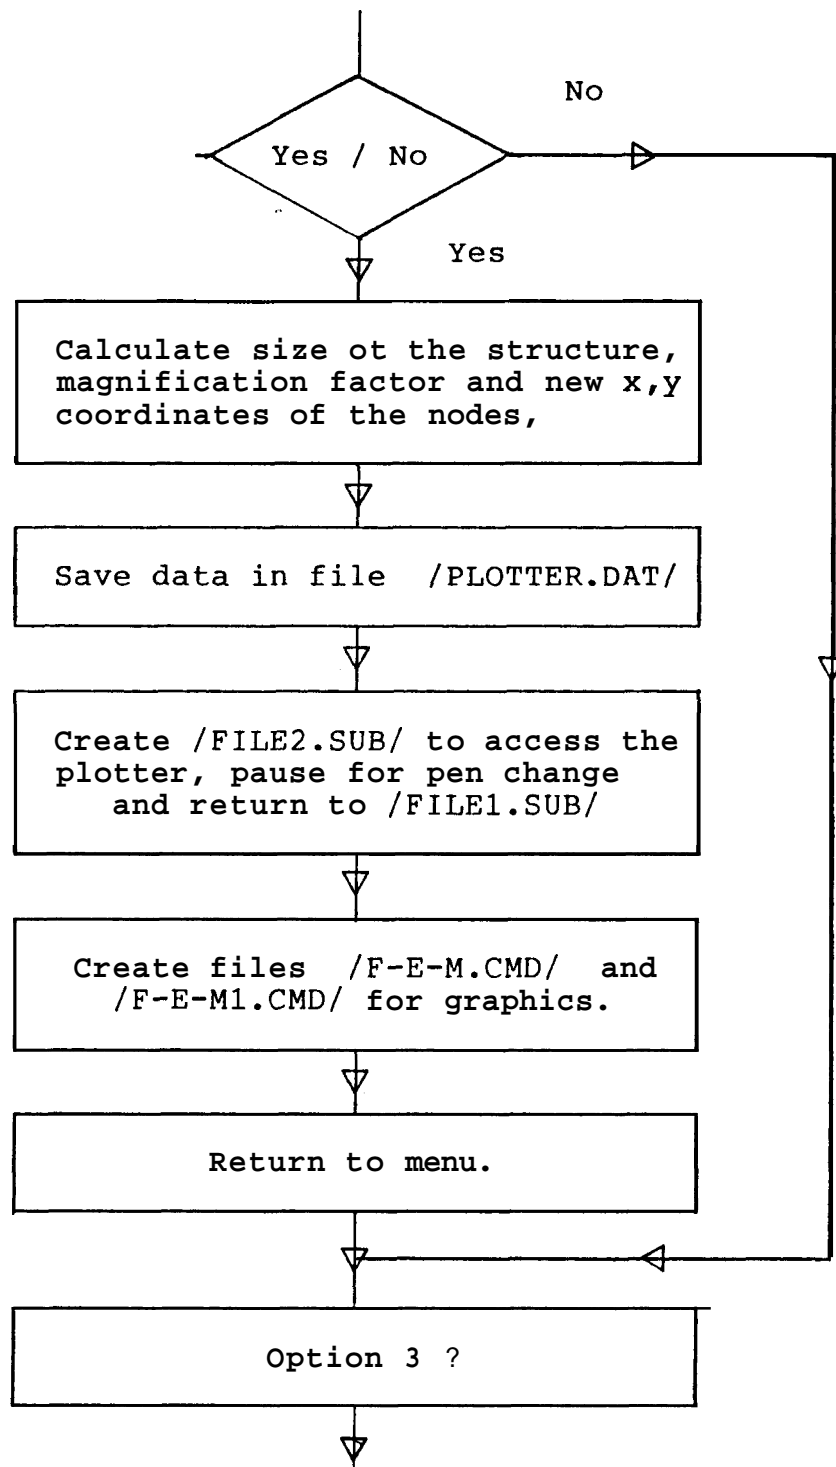 No
Yes / No
Yes
Calculate size ot the structure,
magnification factor and new x,y
coordinates of the nodes,
Save data in file /PLOTTER.DAT/
Create /FILE2.SUB/ to access the
plotter, pause for pen change
and return to /FILE1.SUB/
Create files /F-E-M.CMD/ and
/F-E-M1.CMD/ for graphics.
Return to menu.
Option 3 ?